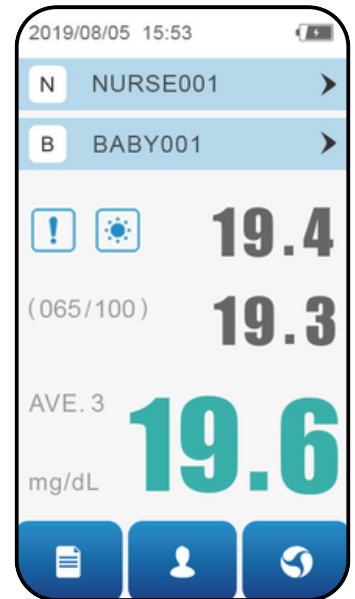 2019/08/05 15:53
N NURSE001
B BABY001
! 19.4
(065/100) 19.3
AVE.3
19.6
mg/dL